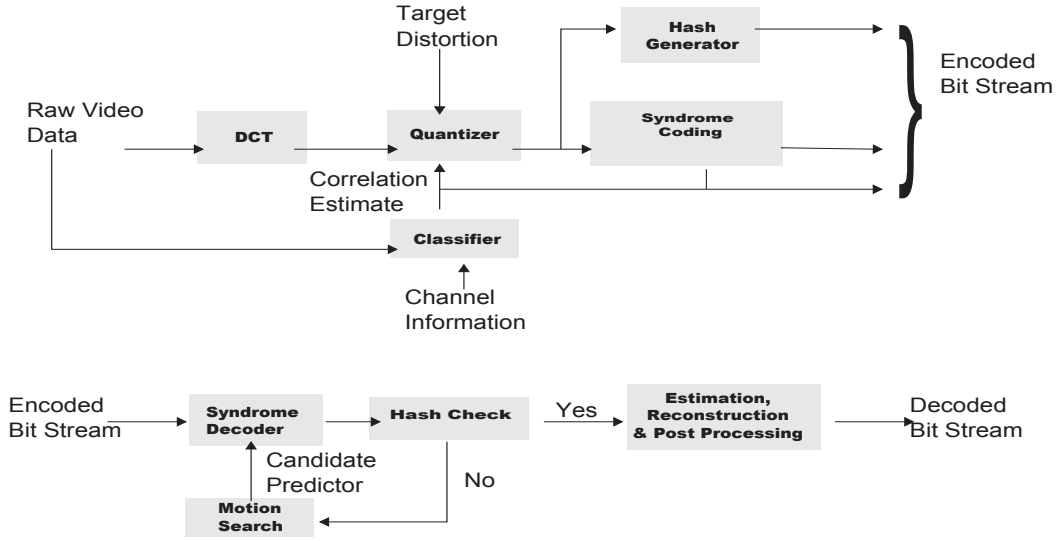 Target
Distortion
Hash
Generator
Encoded
Bit Stream
Raw Video
Data
DCT
Quantizer
Syndrome
Coding
Correlation
Estimate
Classifier
Channel
Information
Encoded
Bit Stream
Syndrome
Decoder
Hash Check
Yes
Estimation,
Reconstruction
& Post Processing
Decoded
Bit Stream
Candidate
Predictor
No
Motion
Search